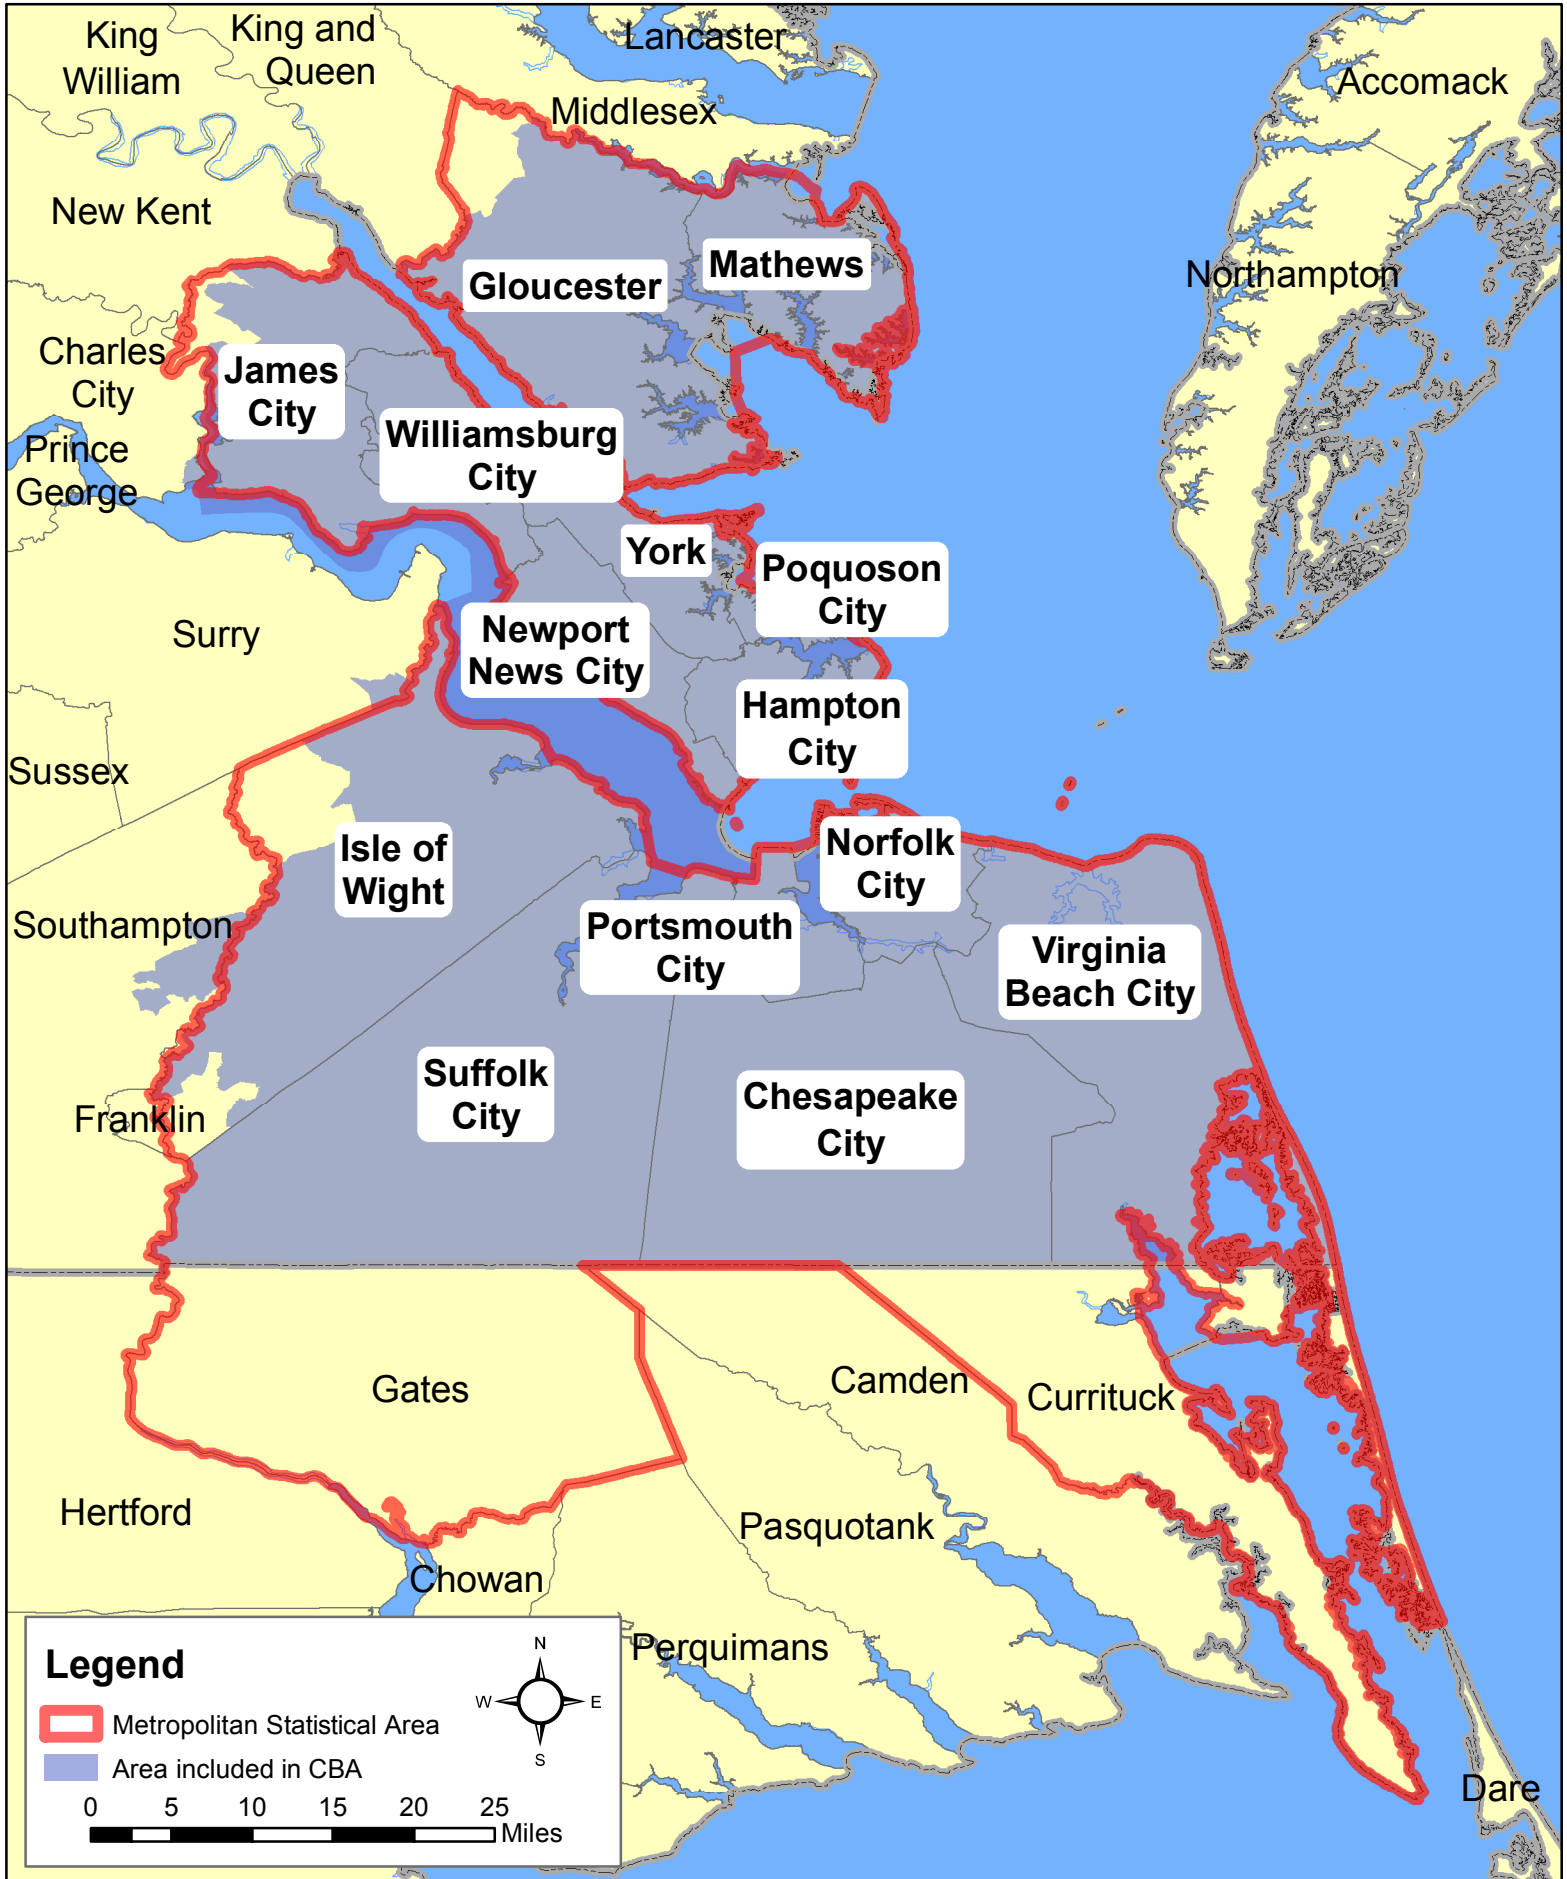 King
William
King and
Queen
Lancaster
Middlesex
Accomack
New Kent
Gloucester
Mathews
Northampton
Charles
City
James
City
Williamsburg
City
Prince
George
York
Poquoson
City
Surry
Newport
News City
Hampton
City
Sussex
Isle of
Wight
Norfolk
City
Southampton
Portsmouth
City
Virginia
Beach City
Suffolk
City
Chesapeake
City
Franklin
Gates
Camden
Currituck
Hertford
Pasquotank
Chowan
Perquimans
Dare
Legend
N
W E
S
Metropolitan Statistical Area
Area included in CBA
0 5 10 15 20 25
Miles